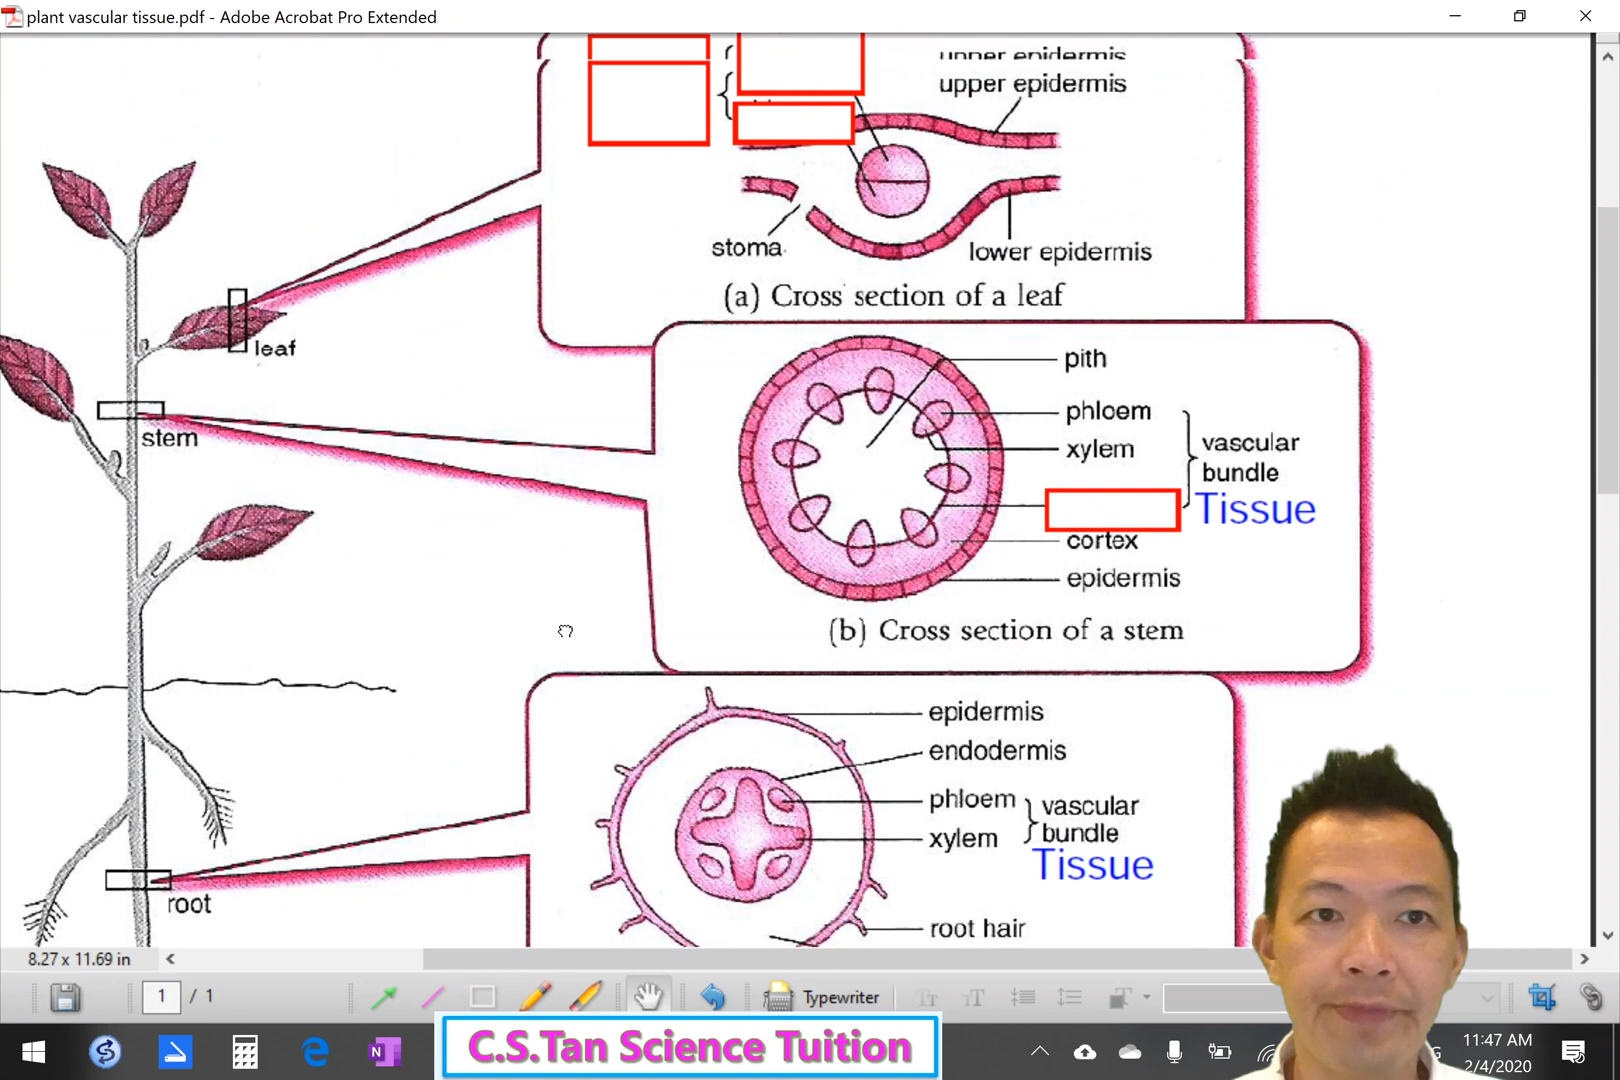 plant vascular tissue.pdf - Adobe Acrobat Pro Extended
upper epidermis
upper epidermis
stoma
lower epidermis
(a) Cross section of a leaf
leaf
pith
phloem
xylem
vascular
bundle
Tissue
cortex
epidermis
(b) Cross section of a stem
stem
epidermis
endodermis
phloem
xylem
vascular
bundle
Tissue
root hair
root
8.27 x 11.69 in
1 / 1
Typewriter
C.S.Tan Science Tuition
11:47 AM
2/4/2020